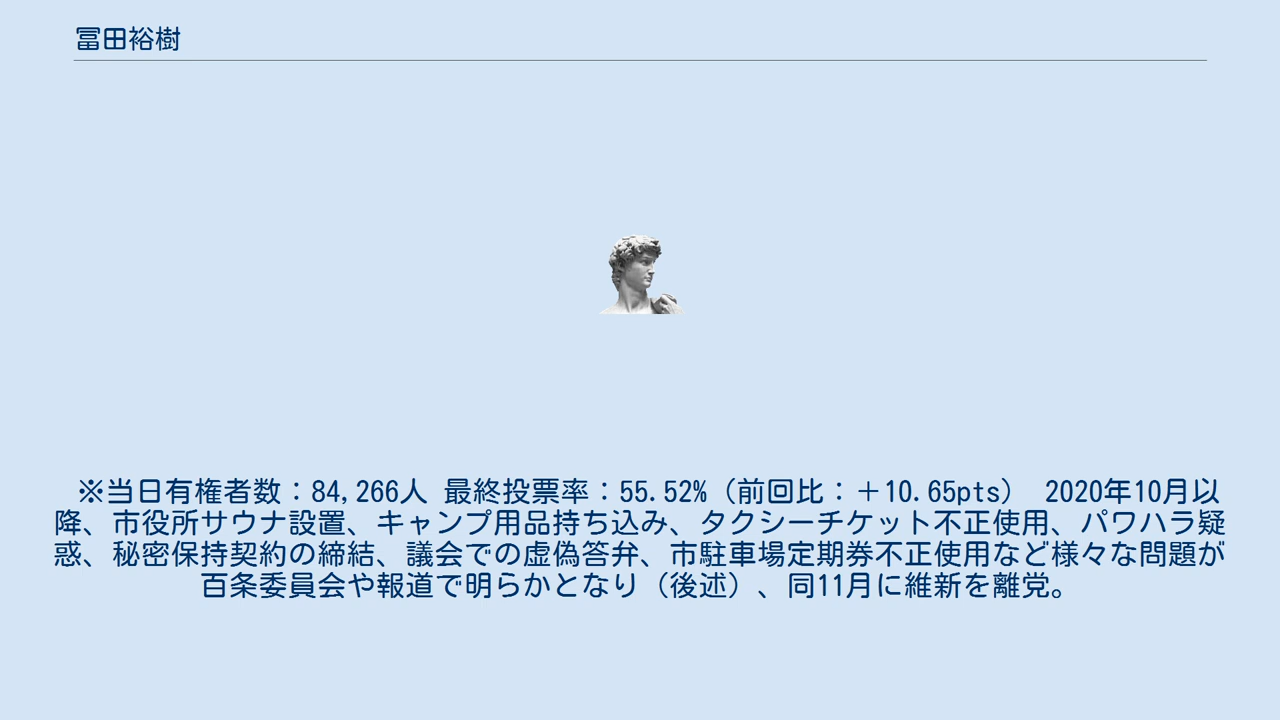 冨田裕樹
※当日有権者数：84,266人 最終投票率：55.52%（前回比：＋10.65pts） 2020年10月以
降、市役所サウナ設置、キャンプ用品持ち込み、タクシーチケット不正使用、パワハラ疑
惑、秘密保持契約の締結、議会での虚偽答弁、市駐車場定期券不正使用など様々な問題が
百条委員会や報道で明らかとなり（後述）、同11月に維新を離党。